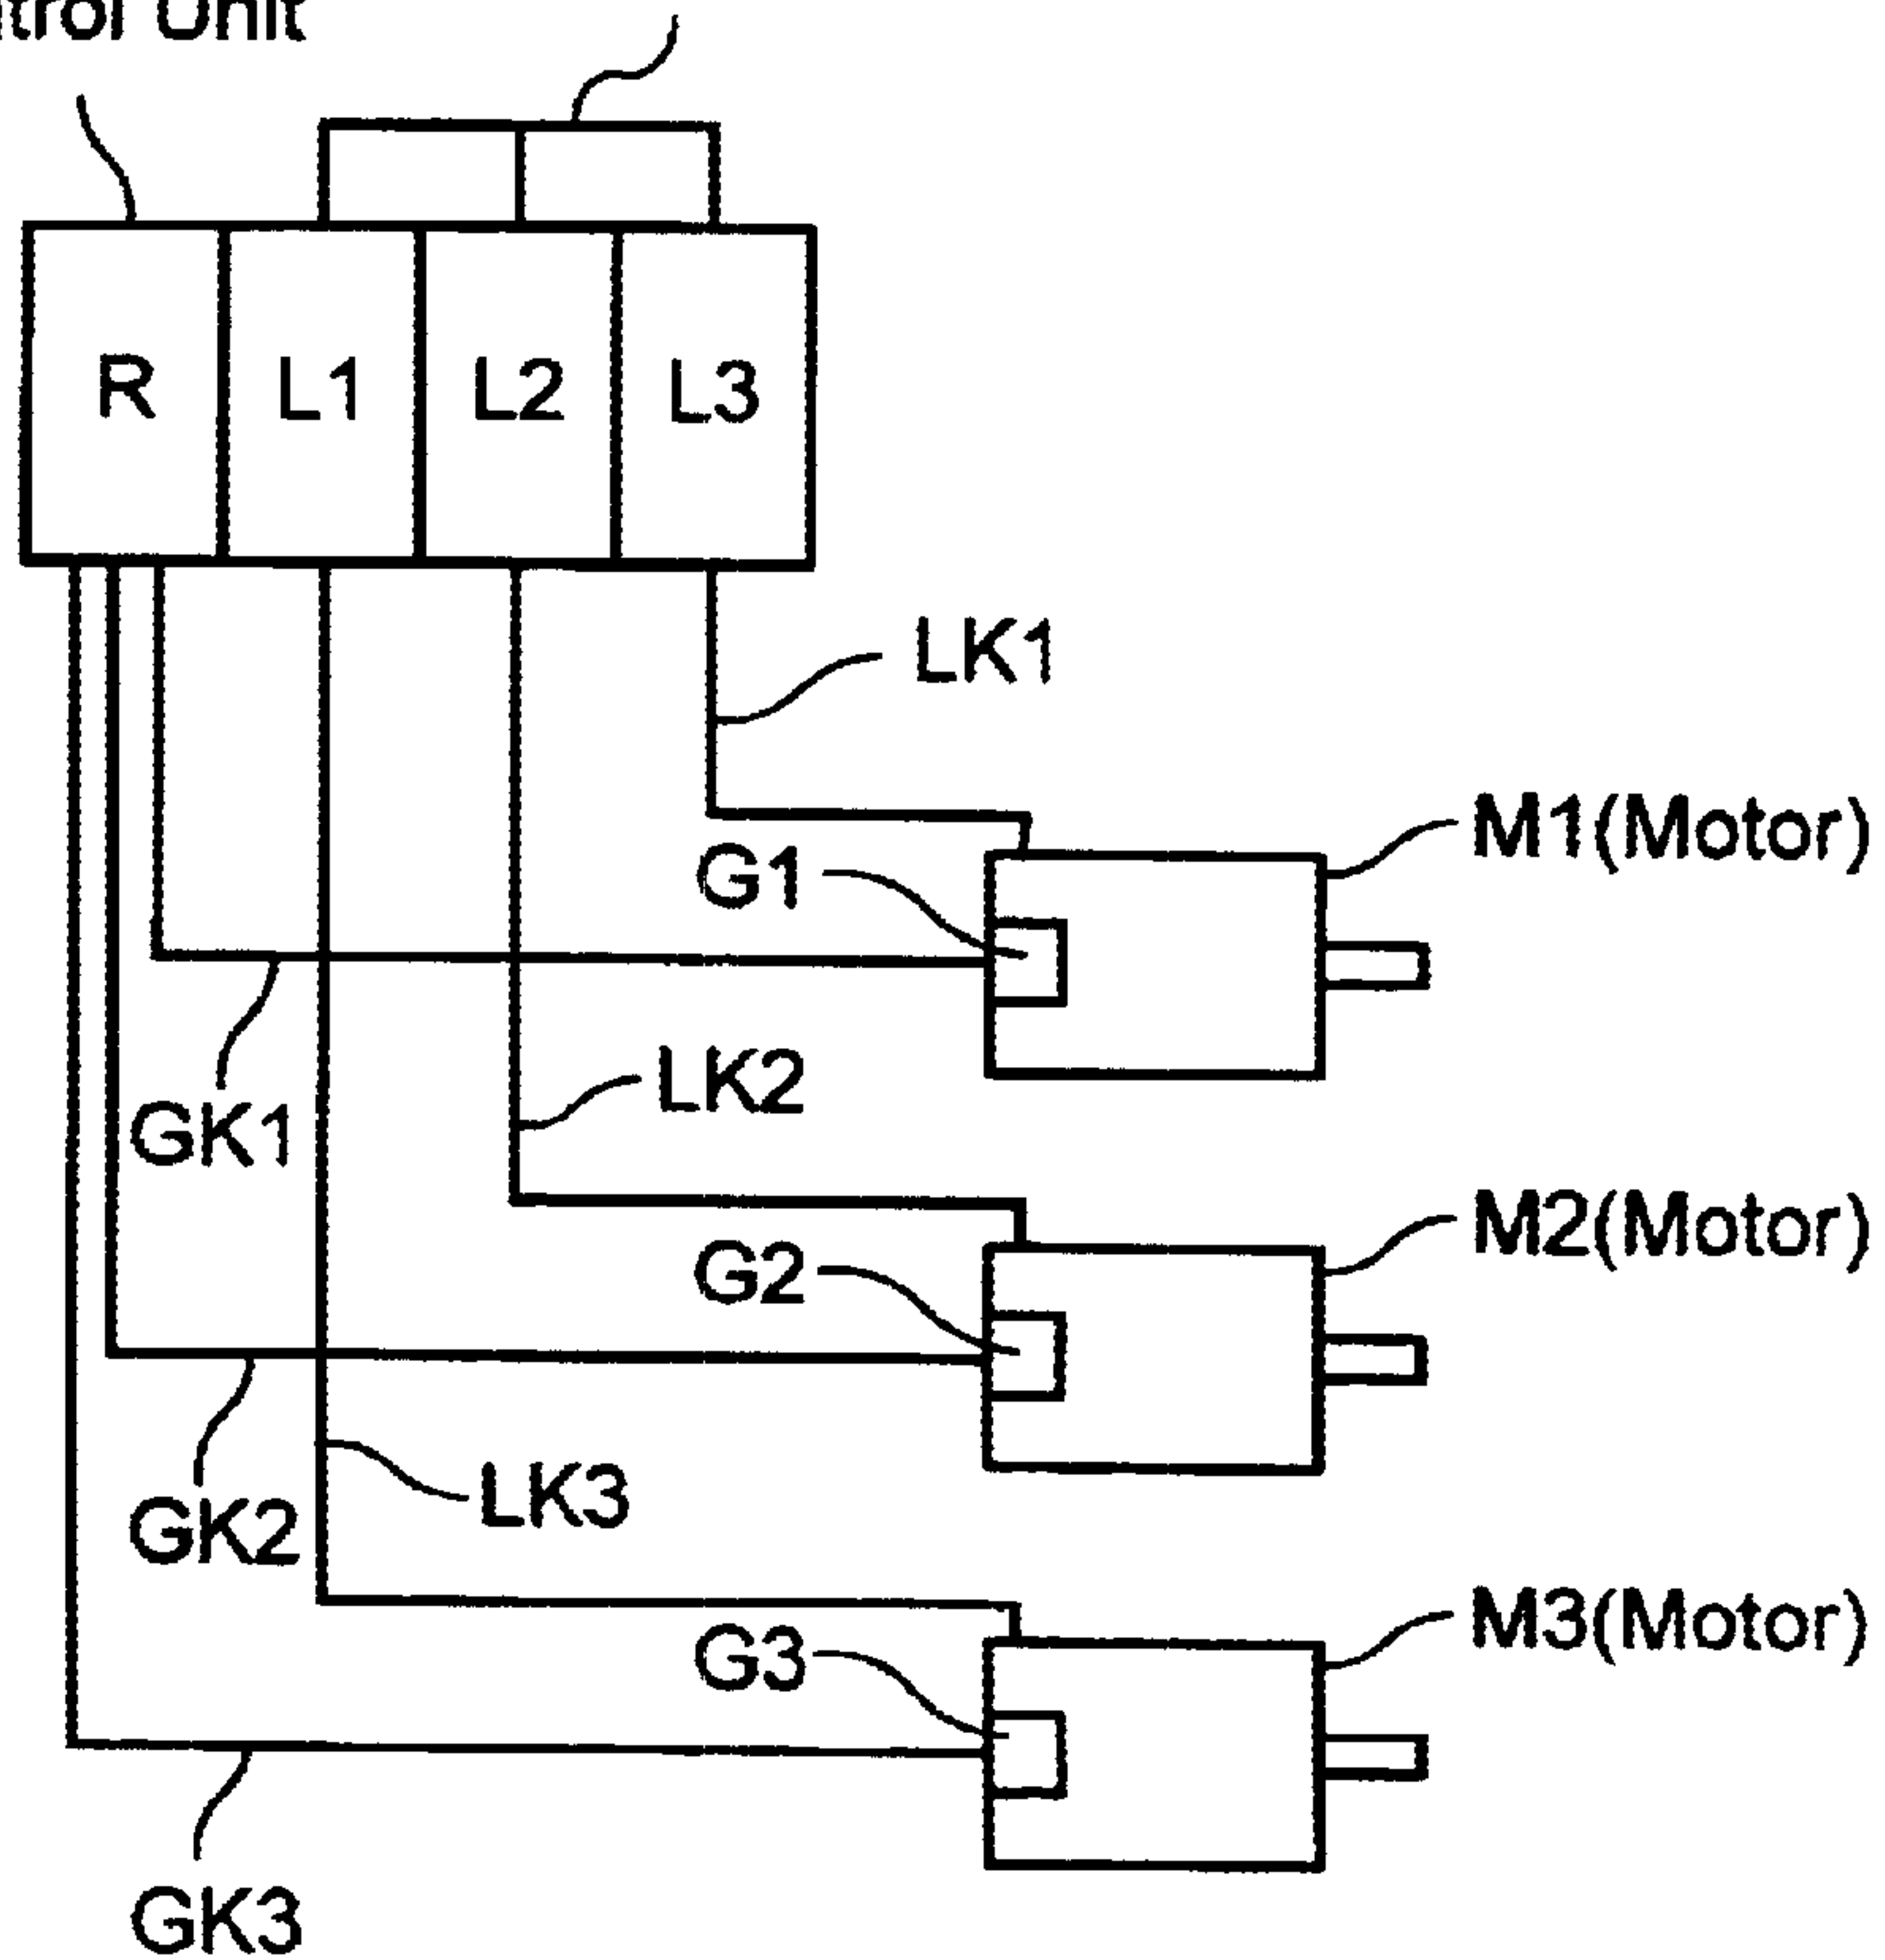 trol Unit
R
L1
L2
L3
LK1
M1(Motor)
G1
GK1
LK2
M2(Motor)
G2
GK2
LK3
M3(Motor)
G3
GK3